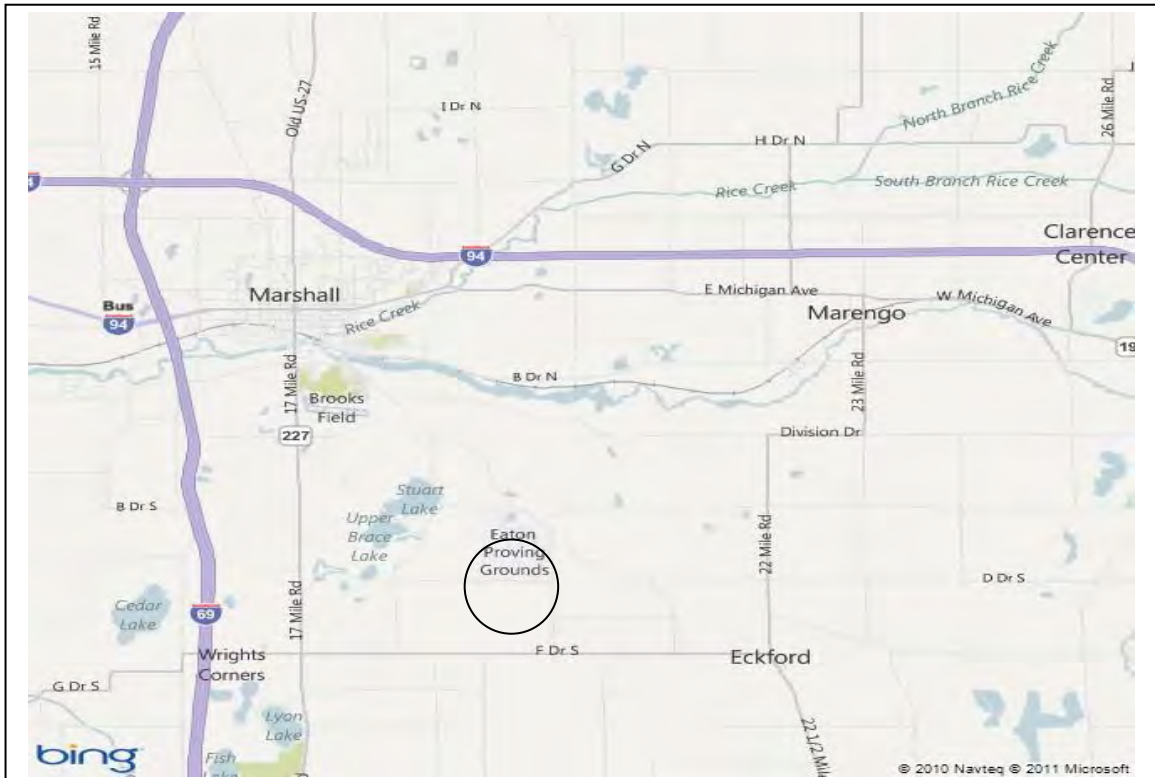 15 Mile Rd
Old US-27
I Dr N
North Branch Rice Creek
26 Mile Rd
G Dr N
H Dr N
Rice Creek
South Branch Rice Creek
94
Clarence
Center
Bus
94
Marshall
Rice Creek
E Michigan Ave
Marengo
W Michigan Ave
19
17 Mile Rd
B Dr N
23 Mile Rd
Brooks
Field
227
Division Dr
B Dr S
Stuart
Lake
Upper
Brace
Lake
Eaton
Proving
Grounds
22 Mile Rd
D Dr S
Cedar
Lake
69
17 Mile Rd
Wrights
Corners
F Dr S
Eckford
G Dr S
Lyon
Lake
22 1/2 Mile
Fish
bing
© 2010 Navteq © 2011 Microsoft